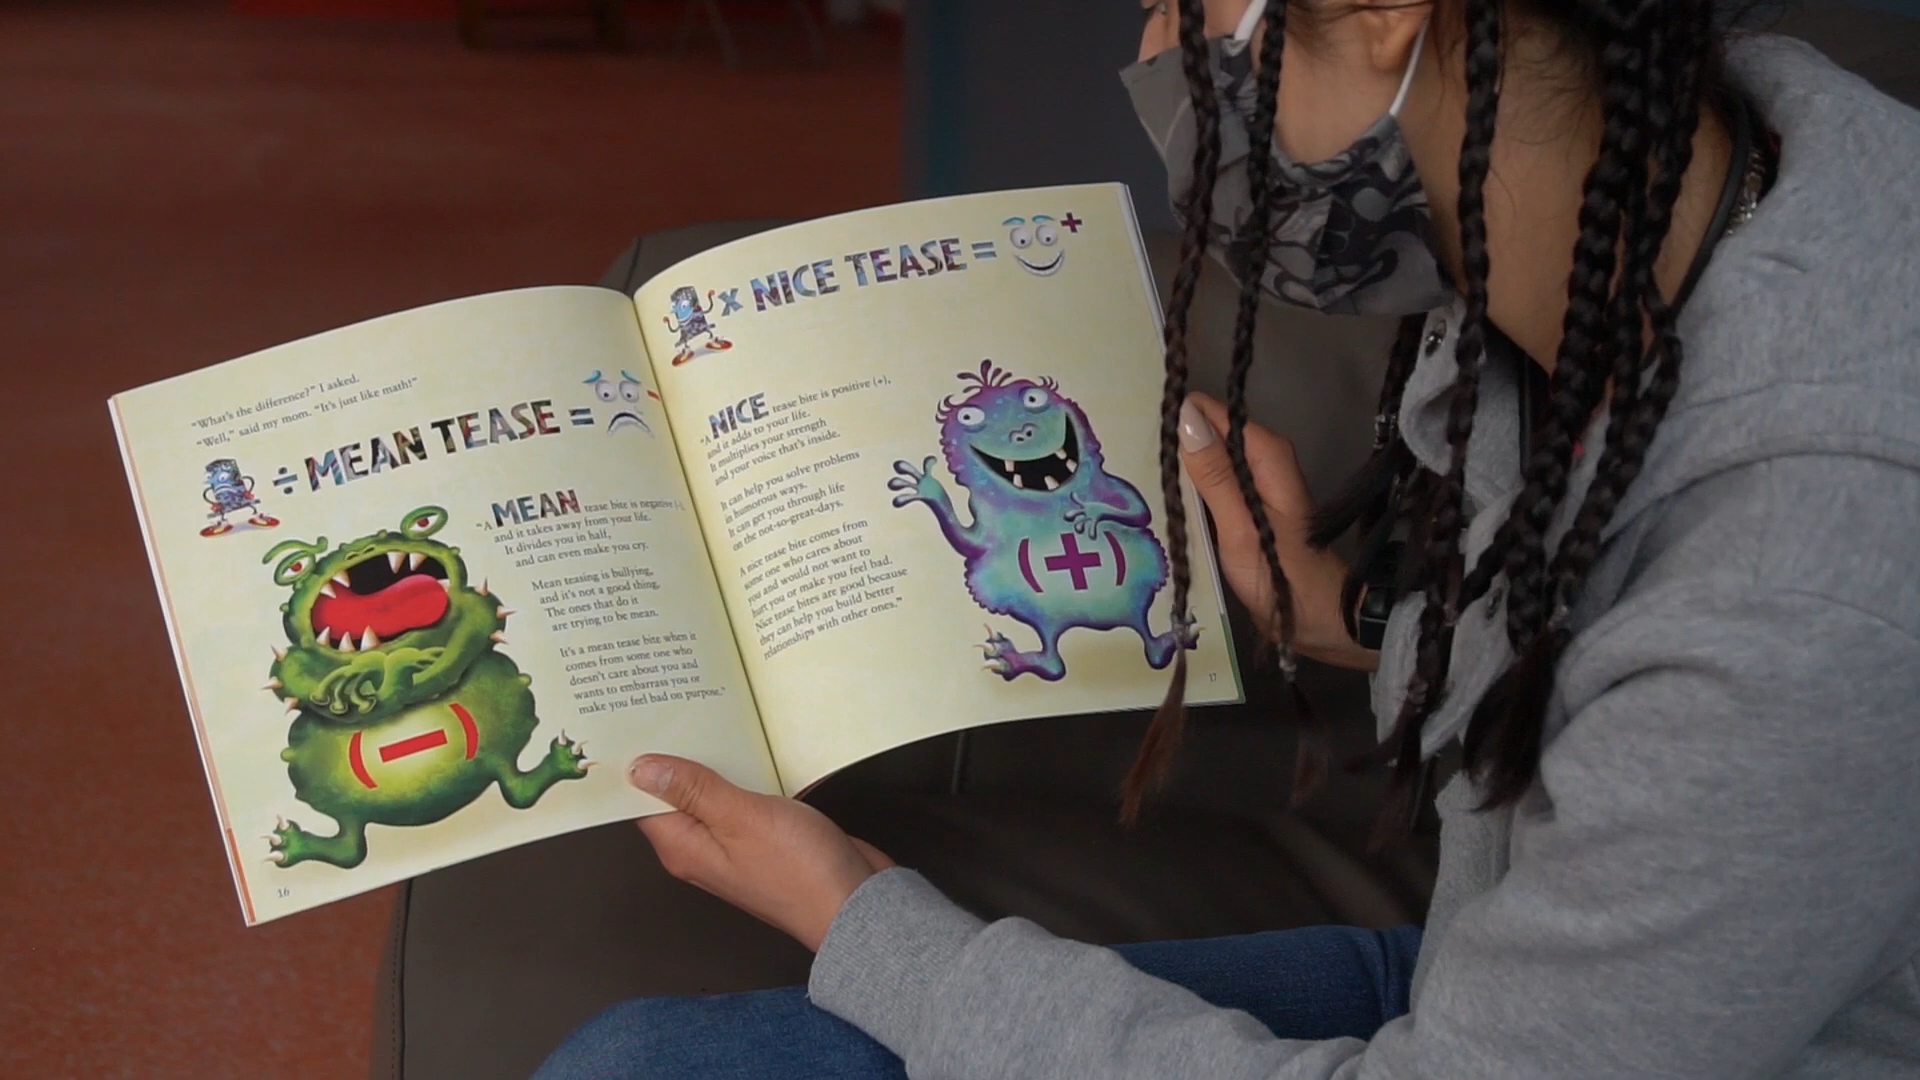 "What's the difference?" I asked.
"Well," said my mom. "It's just like math!"
÷ MEAN TEASE = -
"A MEAN tease bite is negative (-),
and it takes away from your life.
It divides you in half,
and can even make you cry.
Mean teasing is bullying,
and it's not a good thing,
The ones that do it
are trying to be mean.
It's a mean tease bite when it
comes from some one who
doesn't care about you and
wants to embarrass you or
make you feel bad on purpose."
(-)
16
x NICE TEASE = +
"A NICE tease bite is positive (+),
and it adds to your life.
It multiplies your strength
and your voice that's inside.
It can help you solve problems
in humorous ways.
It can get you through life
on the not-so-great-days.
A nice tease bite comes from
some one who cares about
you and would not want to
hurt you or make you feel bad.
Nice tease bites are good because
they can help you build better
relationships with other ones."
(+)
17